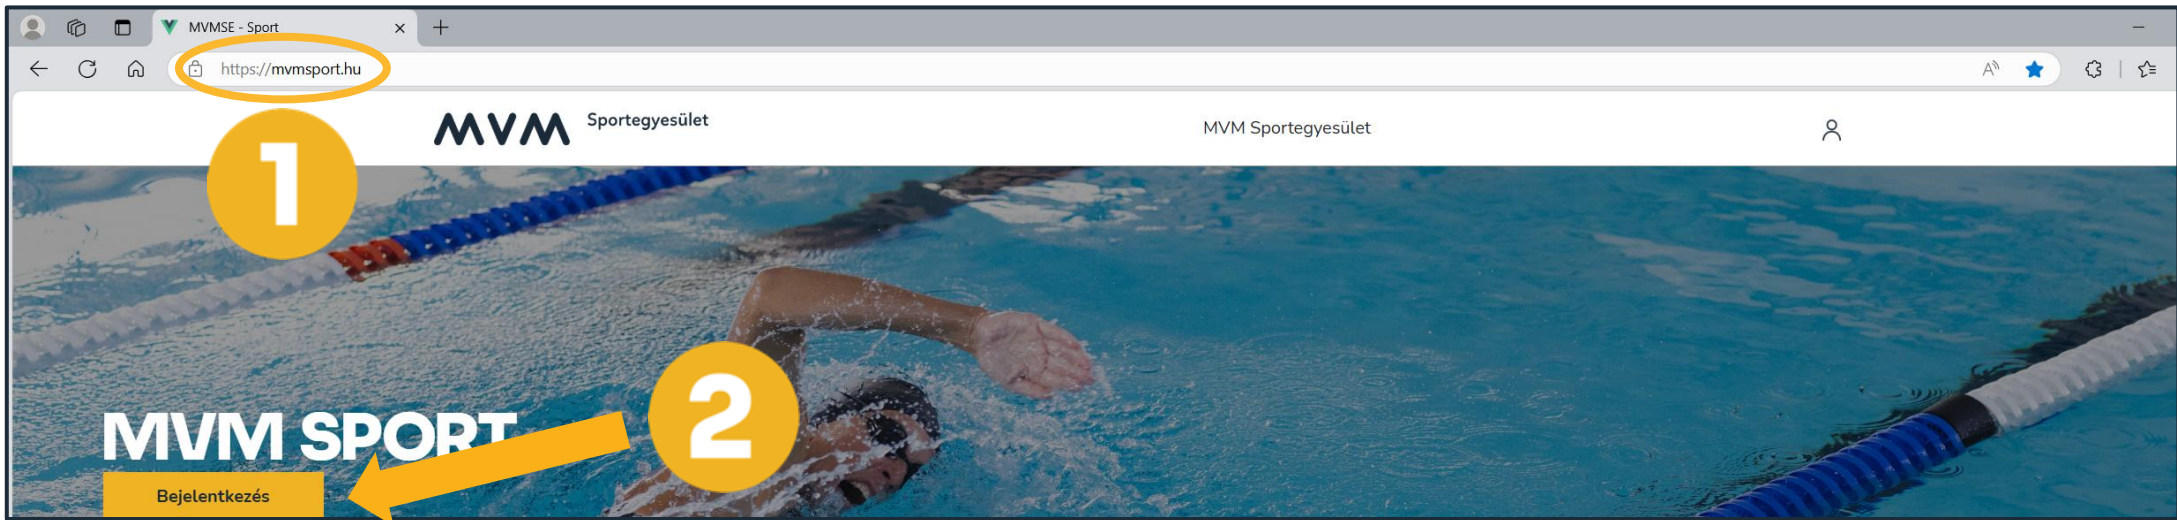 MVMSE - Sport
https://mvmsport.hu
1
MVM Sportegyesület
MVM Sportegyesület
MVM SPORT
2
Bejelentkezés